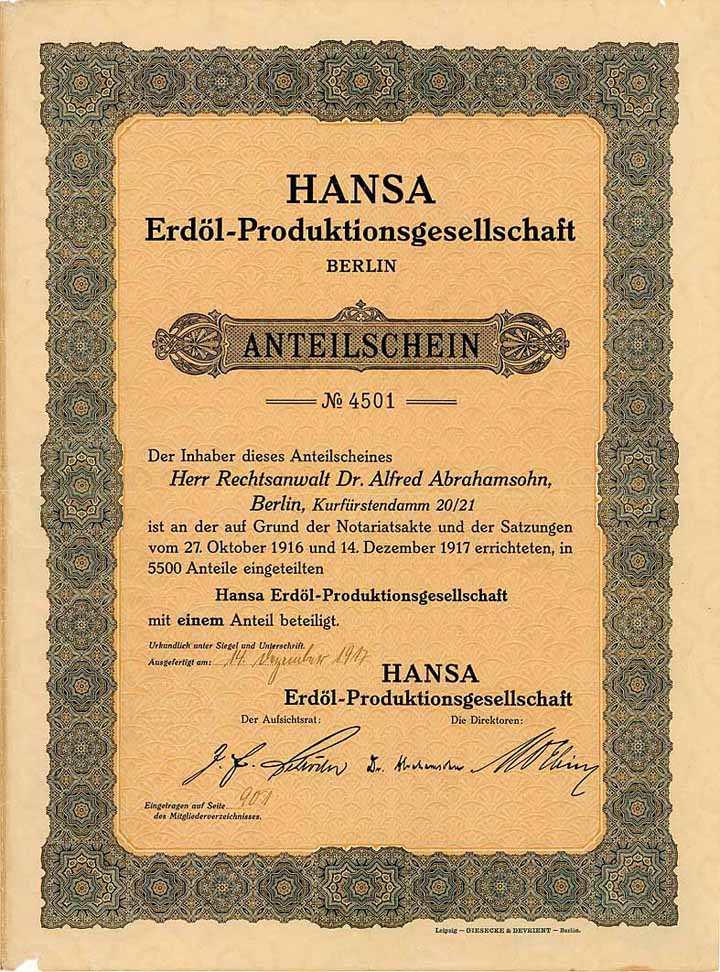 HANSA
Erdöl-Produktionsgesellschaft
BERLIN
ANTEILSCHEIN
№ 4501
Der Inhaber dieses Anteilscheines
Herr Rechtsanwalt Dr. Alfred Abrahamsohn,
Berlin, Kurfürstendamm 20/21
ist an der auf Grund der Notariatsakte und der Satzungen
vom 27. Oktober 1916 und 14. Dezember 1917 errichteten, in
5500 Anteile eingeteilten
Hansa Erdöl-Produktionsgesellschaft
mit einem Anteil beteiligt.
Urkundlich unter Siegel und Unterschrift.
Ausgefertigt am: 14. Dezember 1917
HANSA
Erdöl-Produktionsgesellschaft
Der Aufsichtsrat: Die Direktoren:
Dr. Abrahamsohn
Eingetragen auf Seite 901
des Mitgliederverzeichnisses.
Leipzig — GIESECKE & DEVRIENT — Berlin.